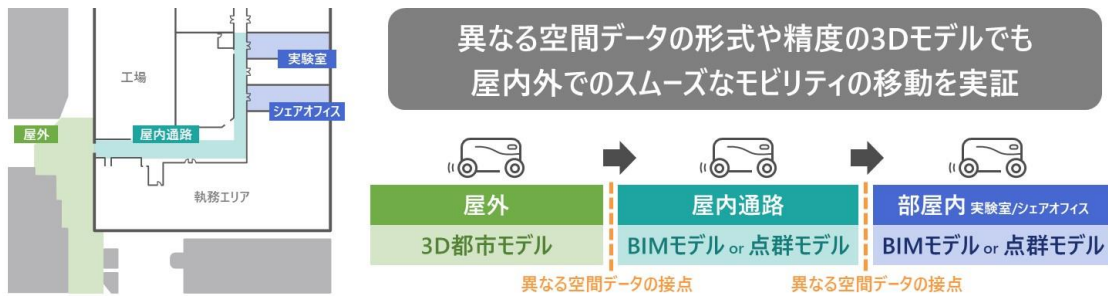 工場
実験室
シェアオフィス
屋外
屋内通路
執務エリア
異なる空間データの形式や精度の3Dモデルでも
屋内外でのスムーズなモビリティの移動を実証
屋外
屋内通路
部屋内 実験室/シェアオフィス
3D都市モデル
BIMモデル or 点群モデル
BIMモデル or 点群モデル
異なる空間データの接点
異なる空間データの接点